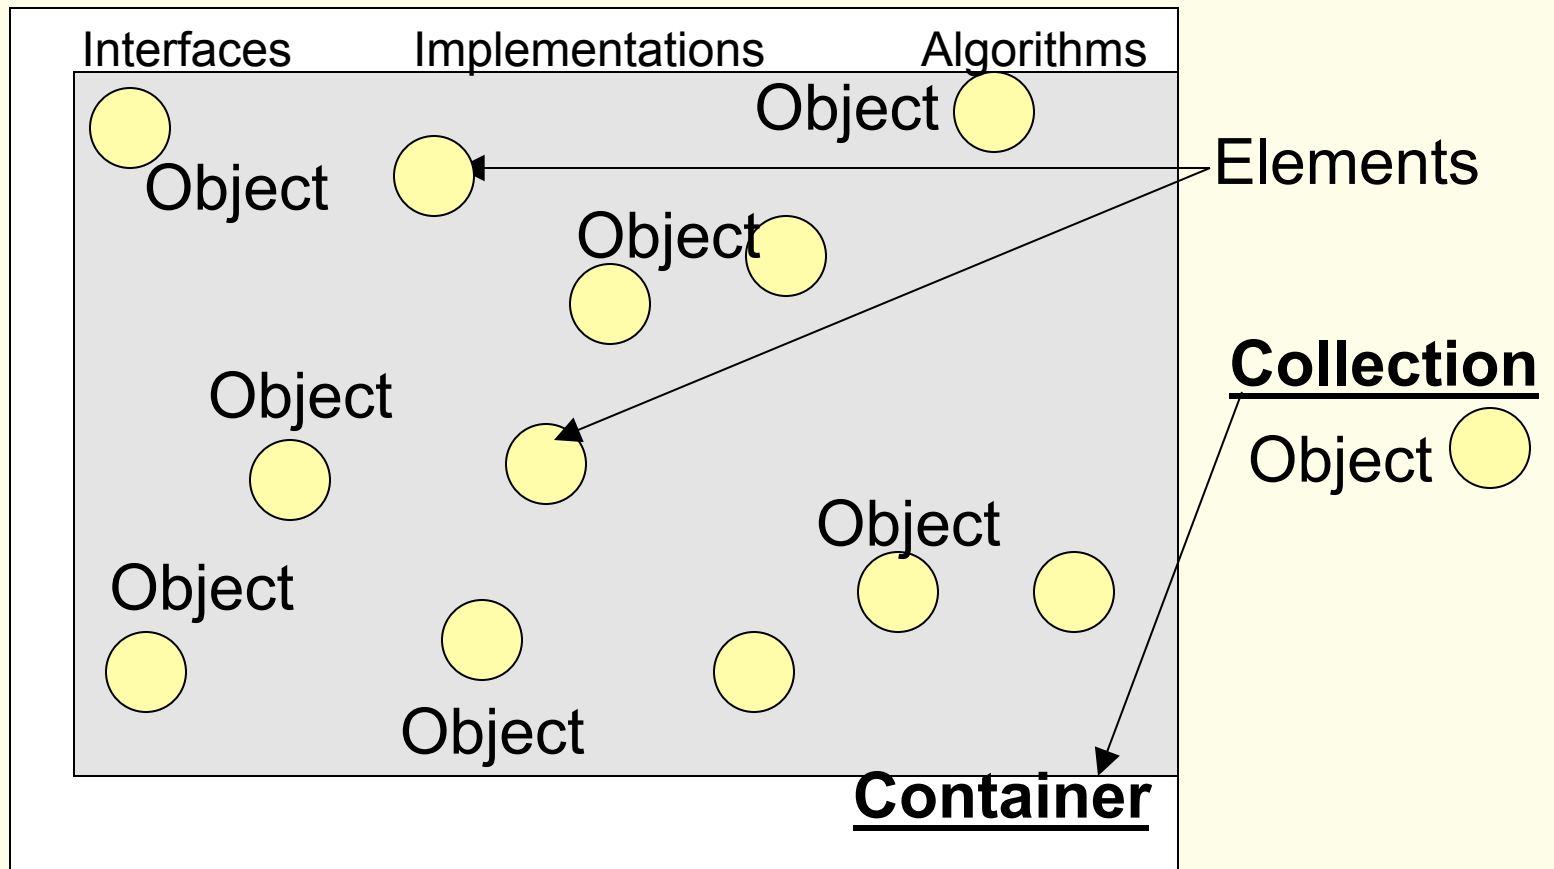 Interfaces Implementations Algorithms
Object
Object
Elements
Object
Collection
Object
Object
Object
Object
Object
Container